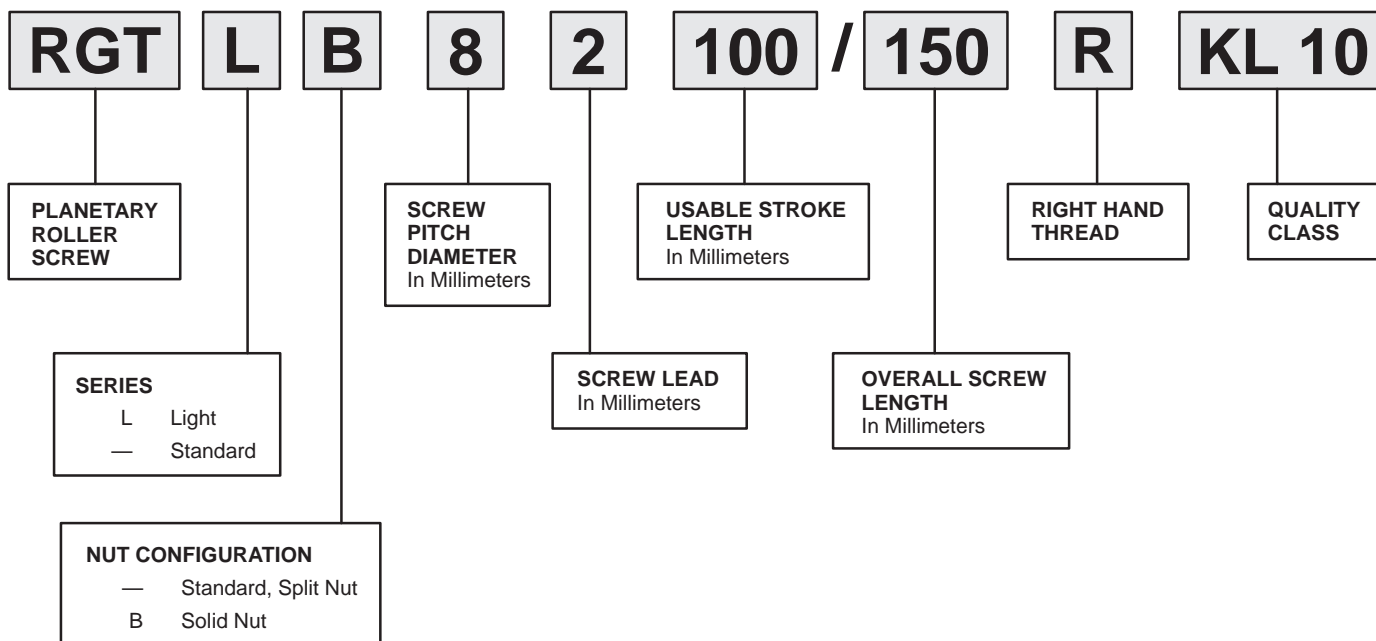 RGT L B 8 2 100 / 150 R KL 10
PLANETARY
ROLLER
SCREW
SCREW
PITCH
DIAMETER
In Millimeters
USABLE STROKE
LENGTH
In Millimeters
RIGHT HAND
THREAD
QUALITY
CLASS
SERIES
L Light
— Standard
SCREW LEAD
In Millimeters
OVERALL SCREW
LENGTH
In Millimeters
NUT CONFIGURATION
— Standard, Split Nut
B Solid Nut